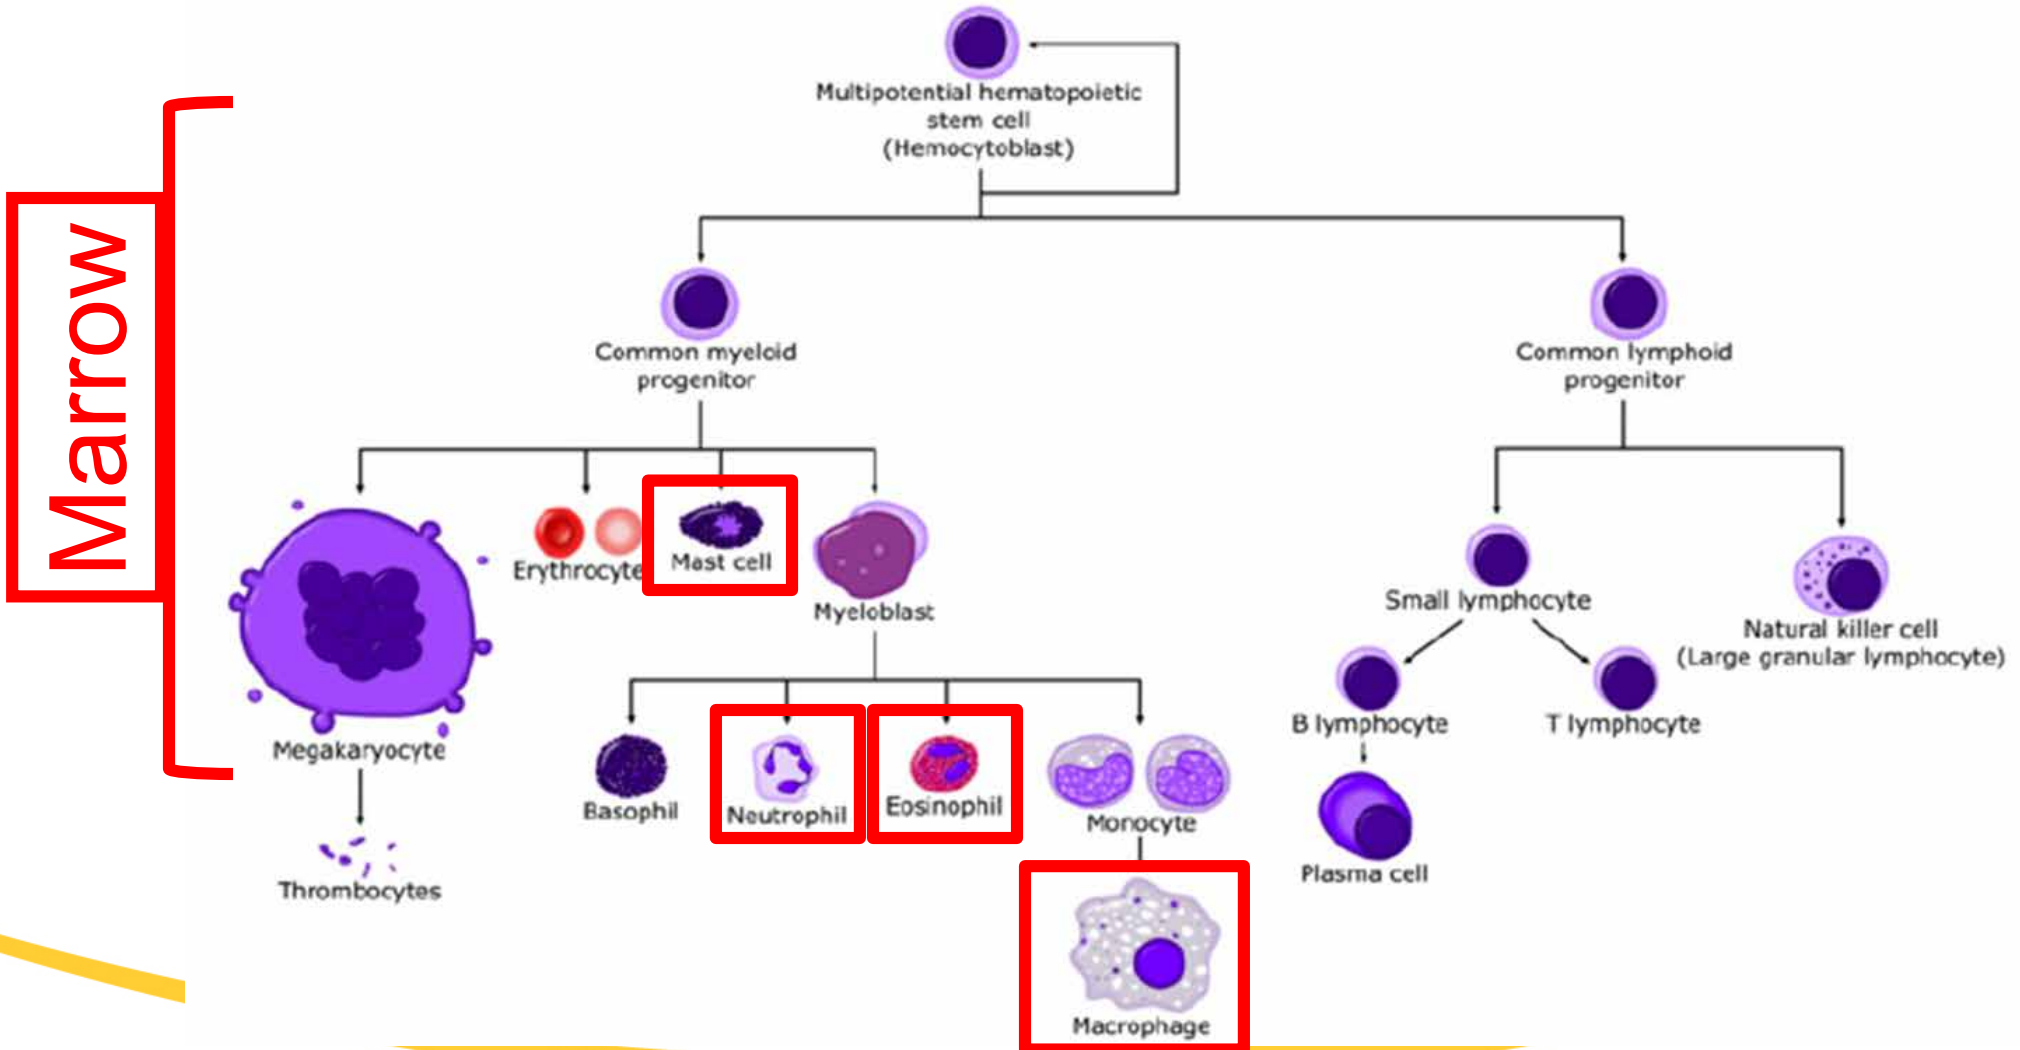 Marrow
Multipotential hematopoietic
stem cell
(Hemocytoblast)
Common myeloid
progenitor
Common lymphoid
progenitor
Erythrocyte
Mast cell
Myeloblast
Small lymphocyte
Natural killer cell
(Large granular lymphocyte)
B lymphocyte
T lymphocyte
Megakaryocyte
Basophil
Neutrophil
Eosinophil
Monocyte
Plasma cell
Thrombocytes
Macrophage